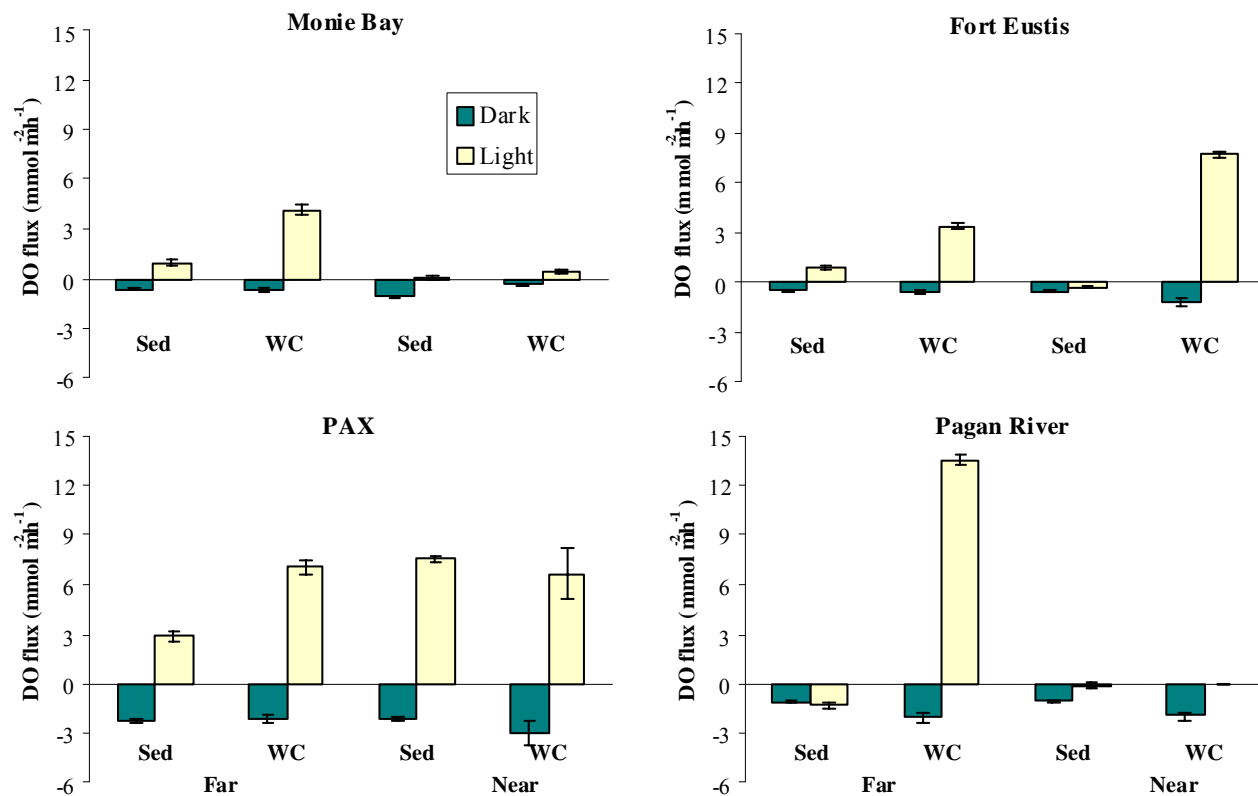 Monie Bay
15
12
9
6
3
0
-3
-6
DO flux (mmol m-2h-1)
Dark
Light
Sed WC Sed WC
Fort Eustis
15
12
9
6
3
0
-3
-6
DO flux (mmol m-2h-1)
Sed WC Sed WC
PAX
15
12
9
6
3
0
-3
-6
DO flux (mmol m-2h-1)
Sed WC Sed WC
Far Near
Pagan River
15
12
9
6
3
0
-3
-6
DO flux (mmol m-2h-1)
Sed WC Sed WC
Far Near